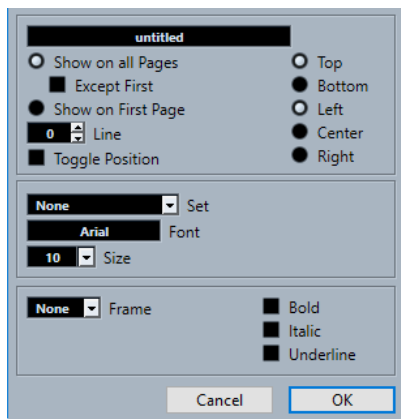 untitled
Show on all Pages Top
Except First Bottom
Show on First Page Left
0 Line Center
Toggle Position Right
None Set
Arial Font
10 Size
None Frame Bold
Italic
Underline
Cancel OK